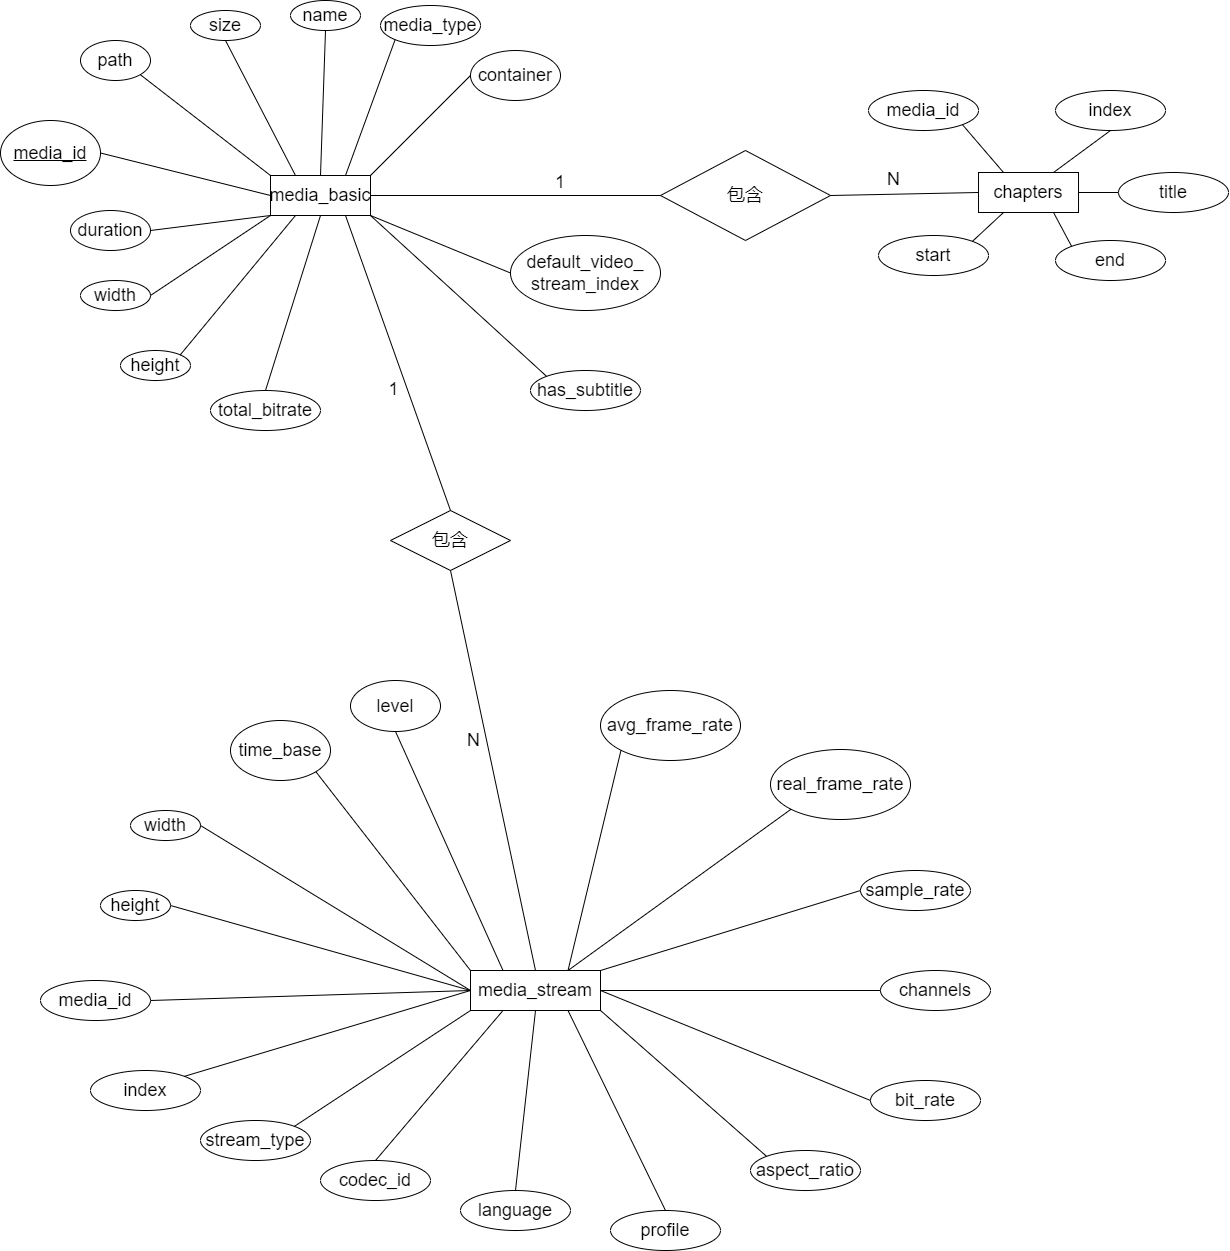 name
size
media_type
path
container
media_id
media_basic
duration
width
height
total_bitrate
default_video_
stream_index
has_subtitle
1
包含
N
media_id
index
chapters
title
start
end
1
包含
N
level
time_base
avg_frame_rate
real_frame_rate
width
sample_rate
height
media_id
media_stream
channels
index
bit_rate
stream_type
codec_id
aspect_ratio
language
profile